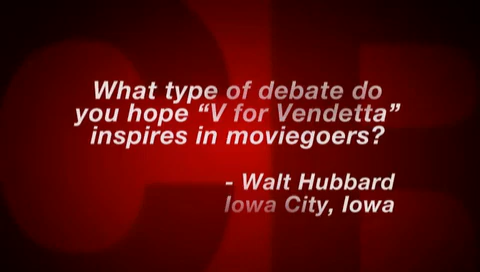 What type of debate do
you hope “V for Vendetta”
inspires in moviegoers?
- Walt Hubbard
Iowa City, Iowa